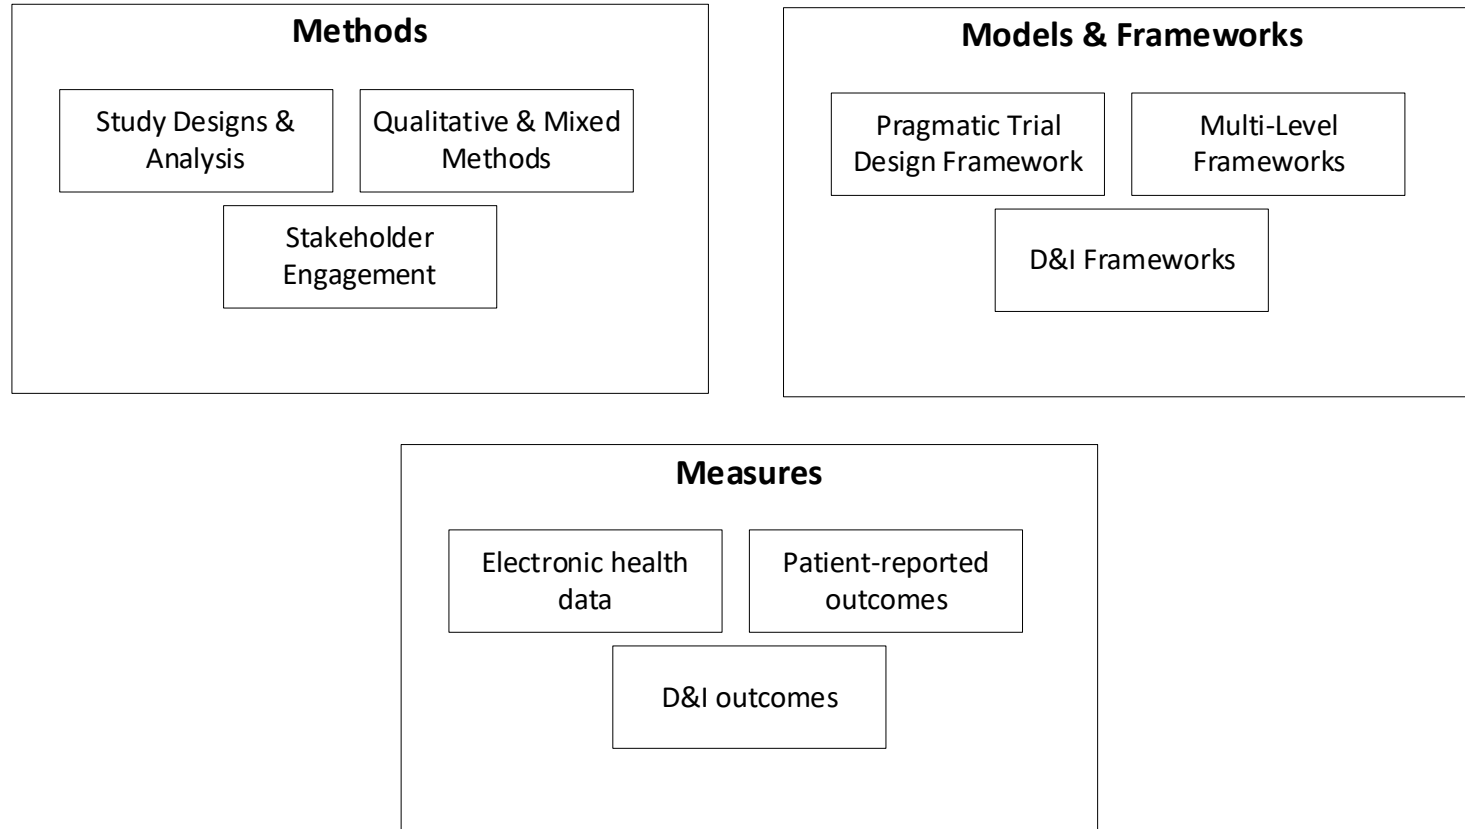 Methods
Study Designs &
Analysis
Qualitative & Mixed
Methods
Stakeholder
Engagement
Models & Frameworks
Pragmatic Trial
Design Framework
Multi-Level
Frameworks
D&I Frameworks
Measures
Electronic health
data
Patient-reported
outcomes
D&I outcomes